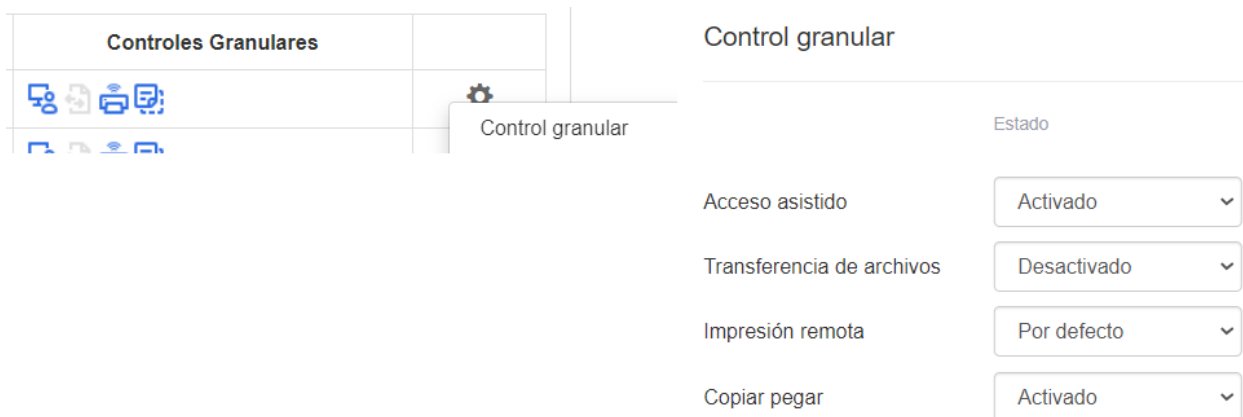 Controles Granulares
Control granular
Control granular
Estado
Acceso asistido
Activado
Transferencia de archivos
Desactivado
Impresión remota
Por defecto
Copiar pegar
Activado